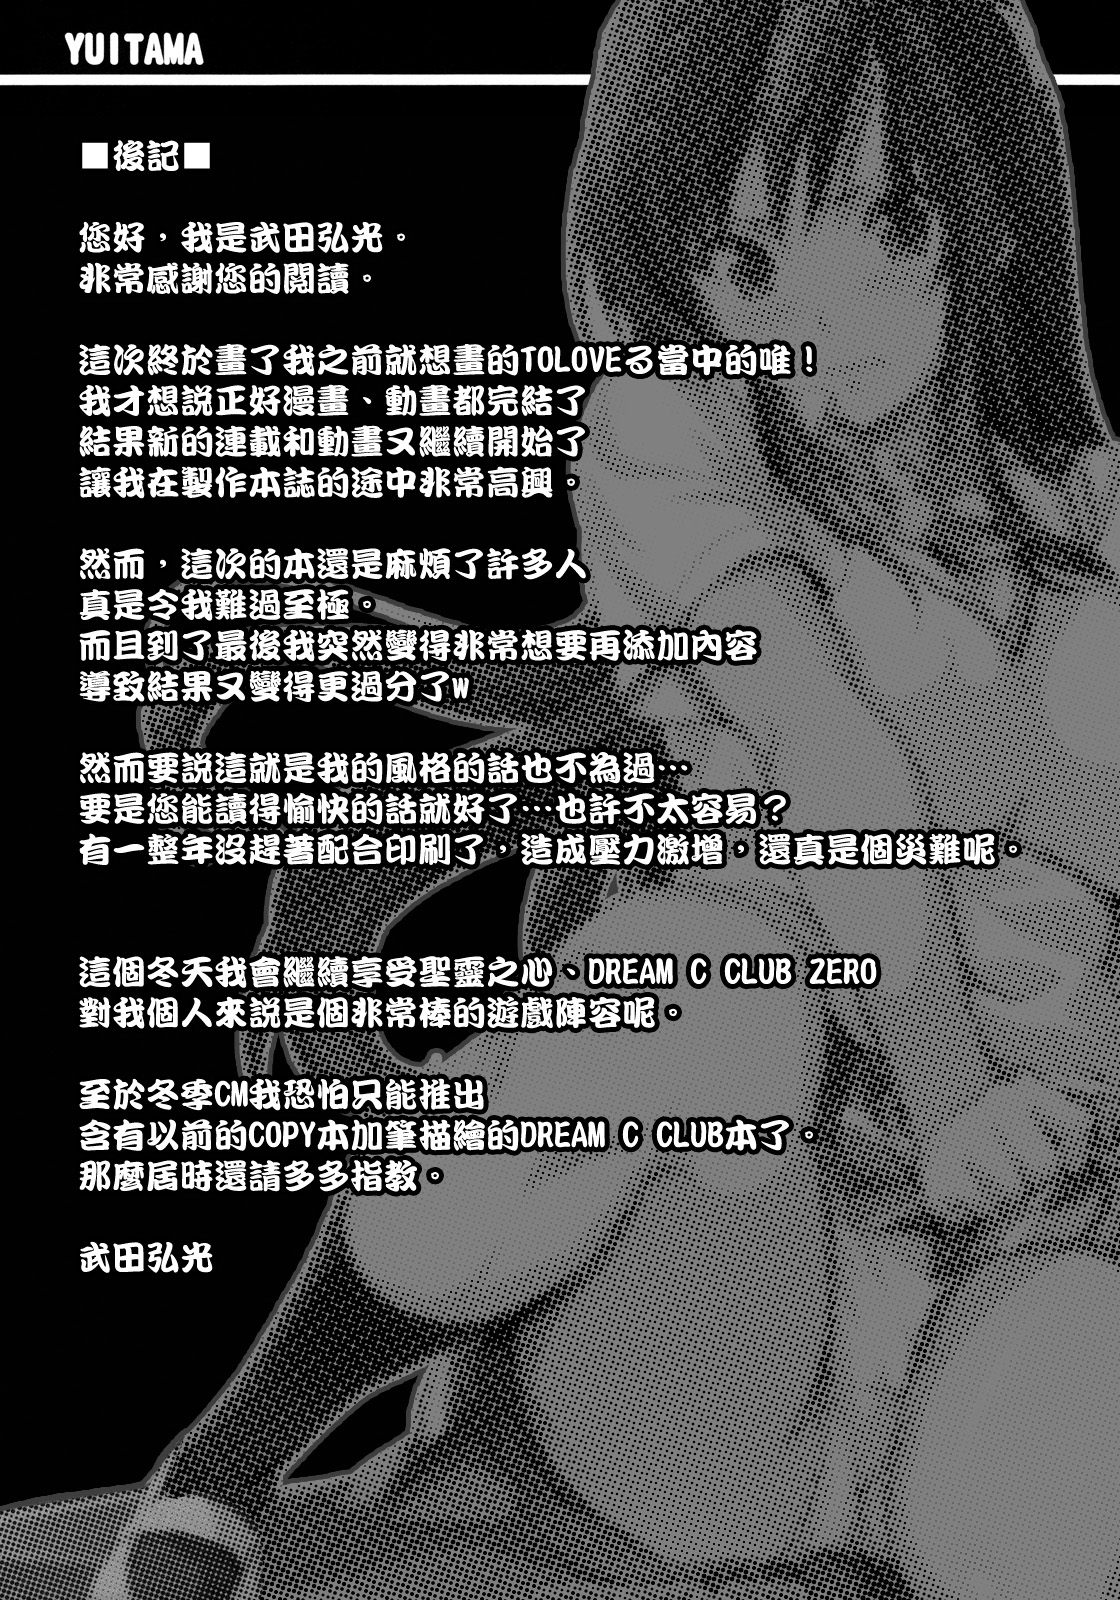 YUITAMA
■後記■
您好，我是武田弘光。
非常感謝您的閱讀。
這次終於畫了我之前就想畫的TOLOVEる當中的唯！
我才想說正好漫畫、動畫都完結了
結果新的連載和動畫又繼續開始了
讓我在製作本誌的途中非常高興。
然而，這次的本還是麻煩了許多人
真是令我難過至極。
而且到了最後我突然變得非常想要再添加內容
導致結果又變得更過分了w
然而要說這就是我的風格的話也不為過…
要是您能讀得愉快的話就好了…也許不太容易？
有一整年沒趕著配合印刷了，造成壓力激增，還真是個災難呢。
這個冬天我會繼續享受聖靈之心、DREAM C CLUB ZERO
對我個人來說是個非常棒的遊戲陣容呢。
至於冬季CM我恐怕只能推出
含有以前的COPY本加筆描繪的DREAM C CLUB本了。
那麼居時還請多多指教。
武田弘光